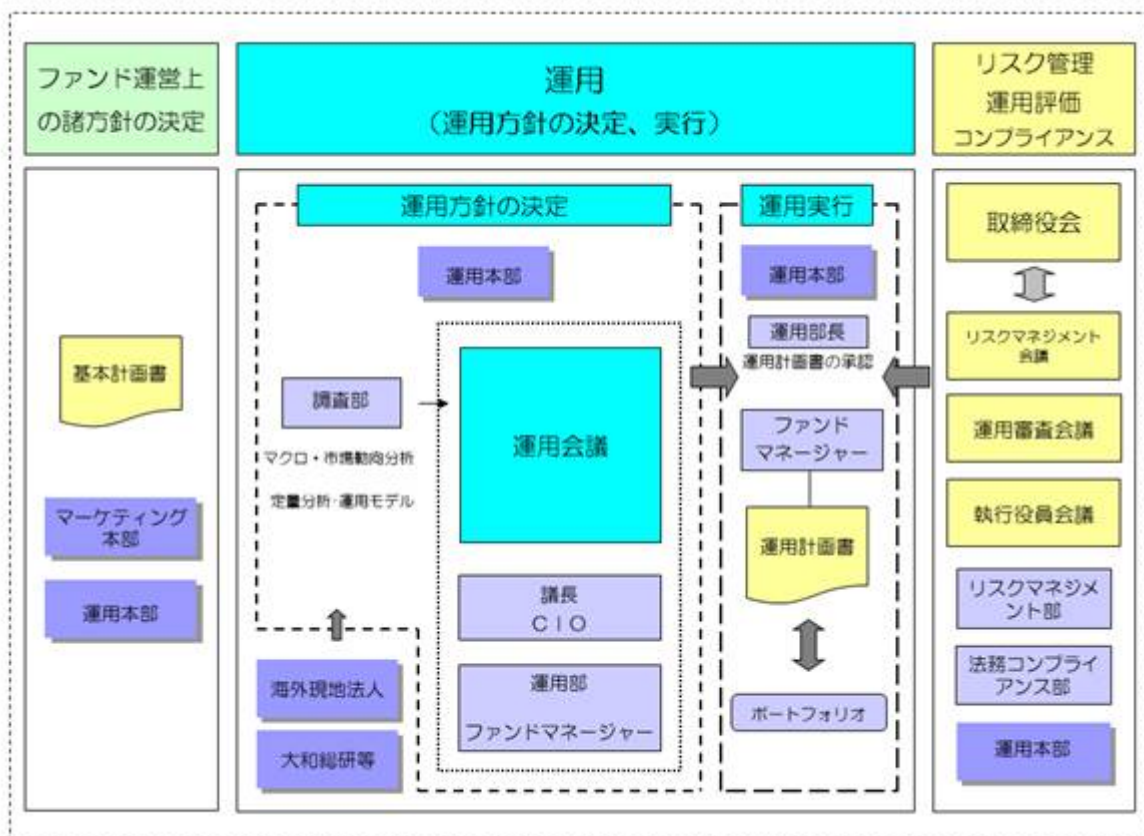 ファンド運営上
の諸方針の決定
運用
（運用方針の決定、実行）
リスク管理
運用評価
コンプライアンス
基本計画書
マーケティング
本部
運用本部
運用方針の決定
運用本部
調査部
マクロ・市場動向分析
定量分析・運用モデル
運用会議
議長
ＣＩＯ
運用部
ファンドマネージャー
海外現地法人
大和総研等
運用実行
運用本部
運用部長
運用計画書の承認
ファンド
マネージャー
運用計画書
ポートフォリオ
取締役会
リスクマネジメント
会議
運用審査会議
執行役員会議
リスクマネジメ
ント部
法務コンプライ
アンス部
運用本部